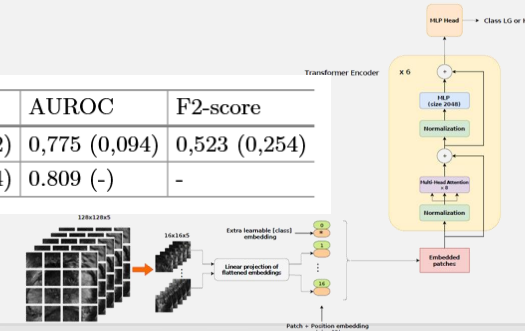 MLP Head
Class LG or
Transformer Encoder
x 6
+
MLP
(size 2048)
Normalization
+
Multi-Head Attention
x 8
Normalization
Embedded
patches
AUROC F2-score
2) 0,775 (0,094) 0,523 (0,254)
4) 0.809 (-) -
128x128x5
16x16x5
Linear projection of
flattened embeddings
Extra learnable [class]
embedding
0
*
1
16
Patch + Position embedding